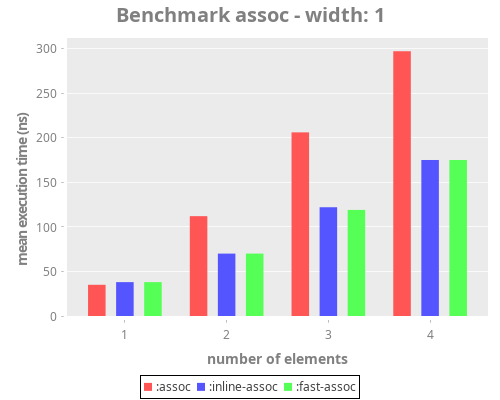 Benchmark assoc - width: 1
mean execution time (ns)
300
250
200
150
100
50
0
1 2 3 4
number of elements
:assoc :inline-assoc :fast-assoc